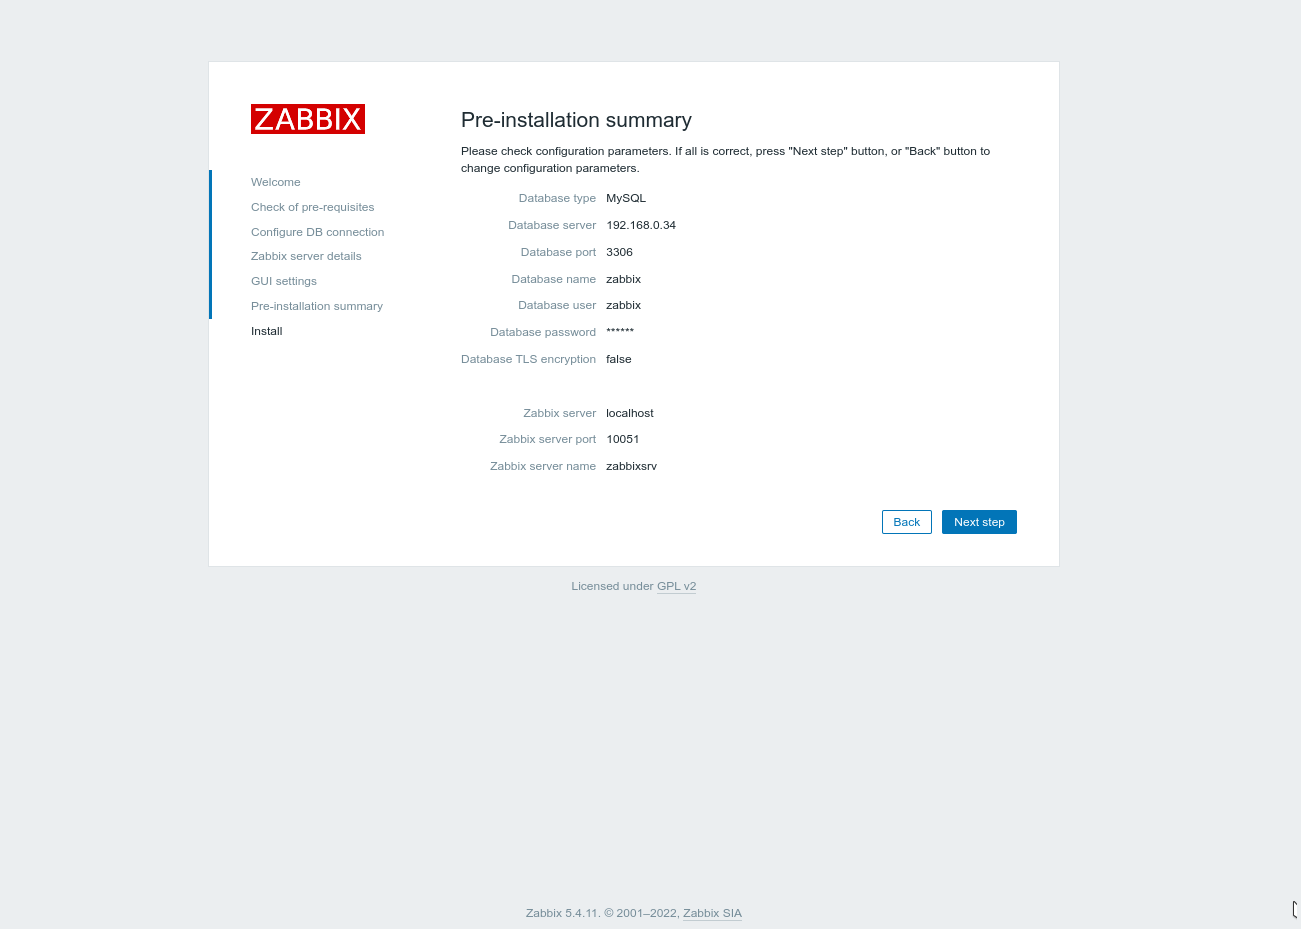 ZABBIX
Welcome
Check of pre-requisites
Configure DB connection
Zabbix server details
GUI settings
Pre-installation summary
Install
Pre-installation summary
Please check configuration parameters. If all is correct, press "Next step" button, or "Back" button to
change configuration parameters.
Database type MySQL
Database server 192.168.0.34
Database port 3306
Database name zabbix
Database user zabbix
Database password ******
Database TLS encryption false
Zabbix server localhost
Zabbix server port 10051
Zabbix server name zabbixsrv
Back Next step
Licensed under GPL v2
Zabbix 5.4.11. © 2001–2022, Zabbix SIA